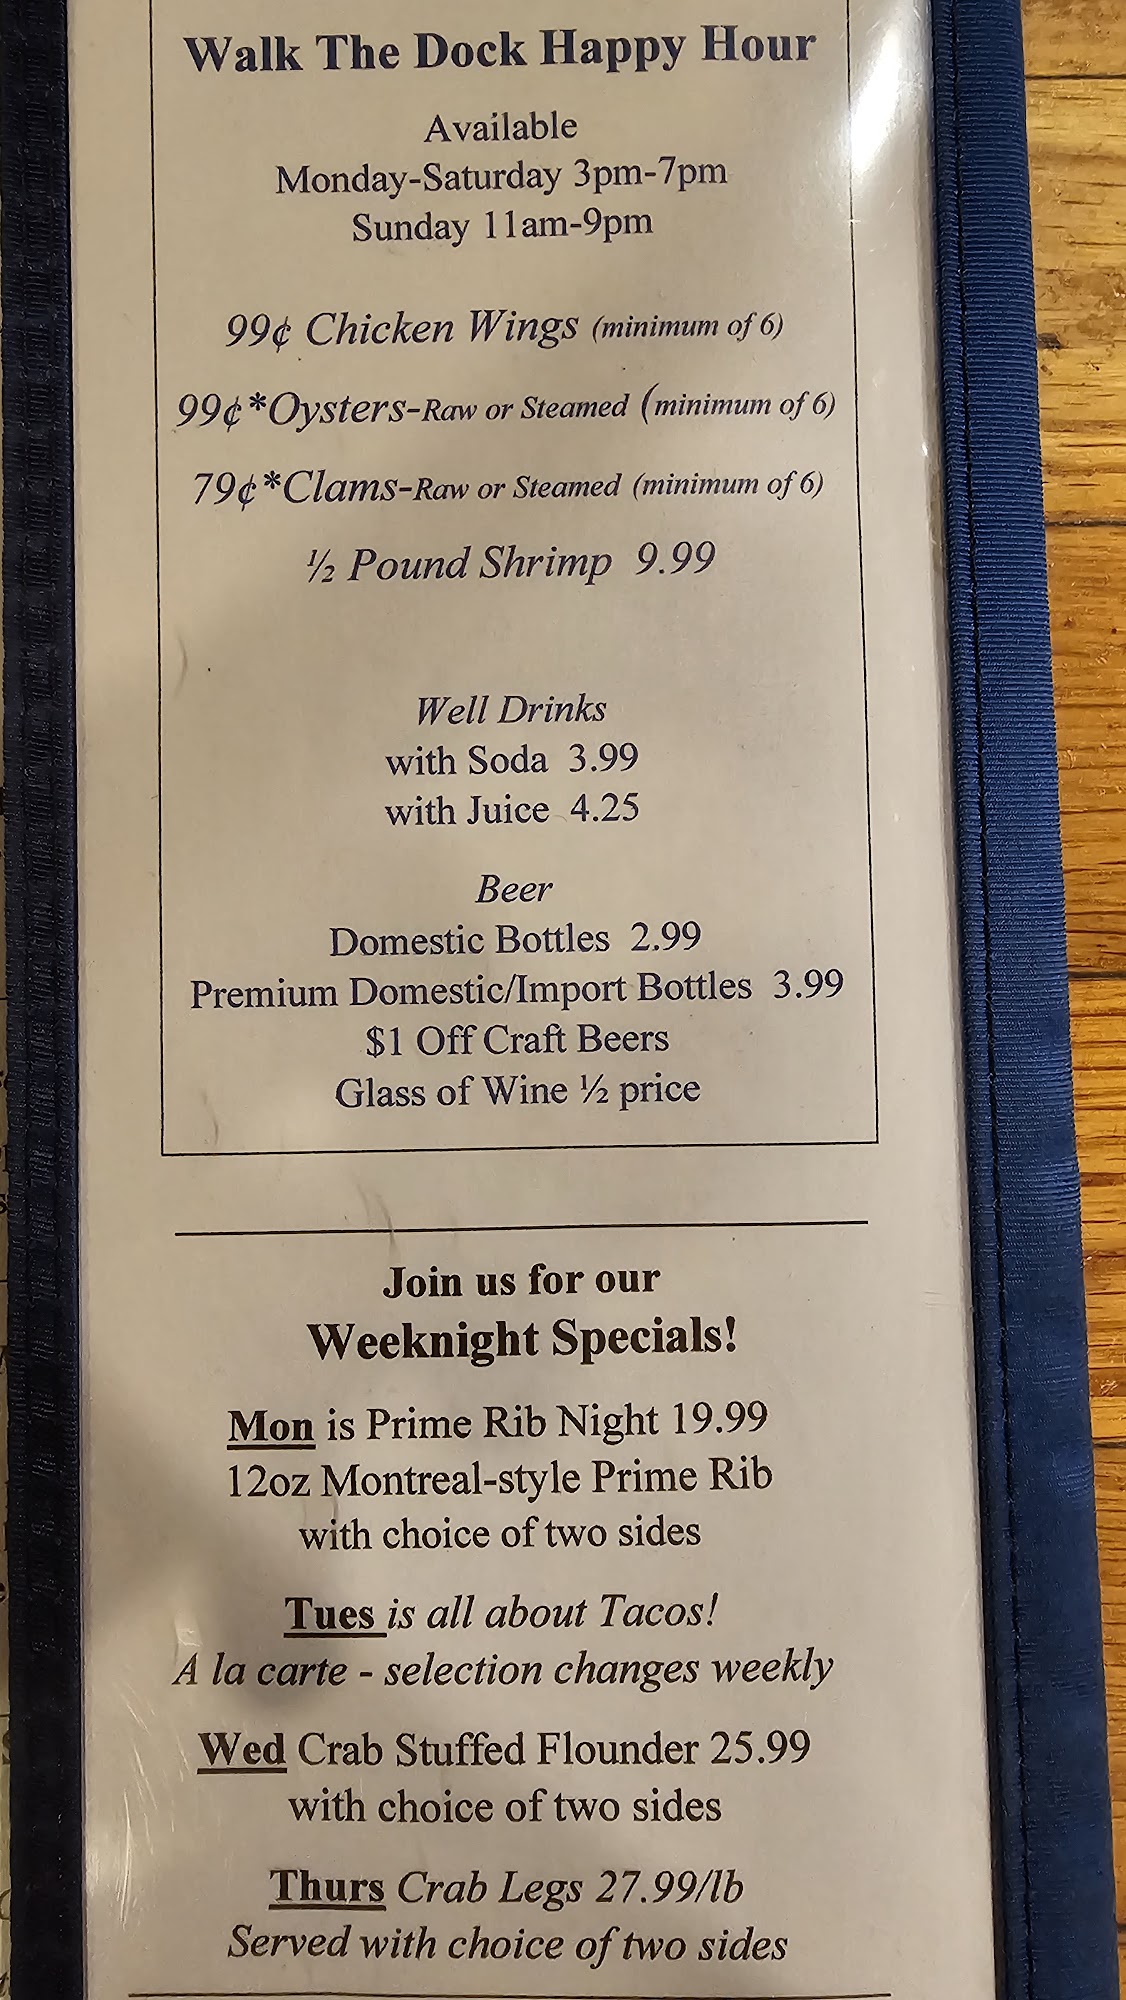 Walk The Dock Happy Hour
Available
Monday-Saturday 3pm-7pm
Sunday 11am-9pm
99¢ Chicken Wings (minimum of 6)
99¢*Oysters-Raw or Steamed (minimum of 6)
79¢*Clams-Raw or Steamed (minimum of 6)
½ Pound Shrimp 9.99
Well Drinks
with Soda 3.99
with Juice 4.25
Beer
Domestic Bottles 2.99
Premium Domestic/Import Bottles 3.99
$1 Off Craft Beers
Glass of Wine ½ price
Join us for our
Weeknight Specials!
Mon is Prime Rib Night 19.99
12oz Montreal-style Prime Rib
with choice of two sides
Tues is all about Tacos!
A la carte - selection changes weekly
Wed Crab Stuffed Flounder 25.99
with choice of two sides
Thurs Crab Legs 27.99/lb
Served with choice of two sides